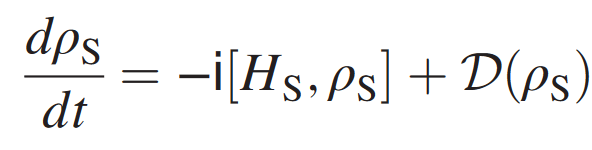 dρ_S/dt = −i[H_S, ρ_S] + 𝒟(ρ_S)